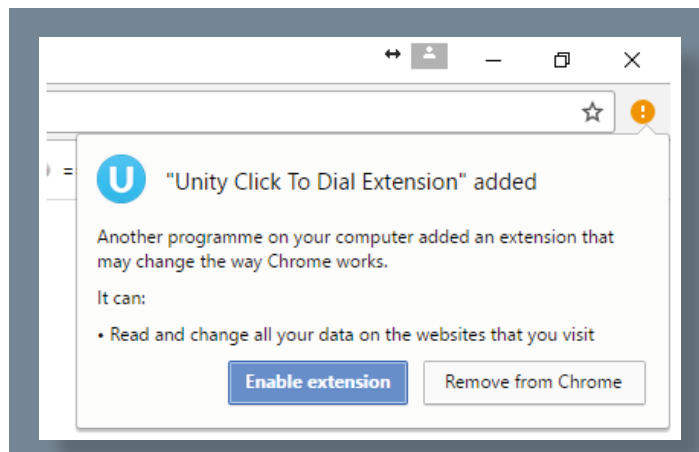 =
U
"Unity Click To Dial Extension" added
Another programme on your computer added an extension that
may change the way Chrome works.
It can:
• Read and change all your data on the websites that you visit
Enable extension
Remove from Chrome